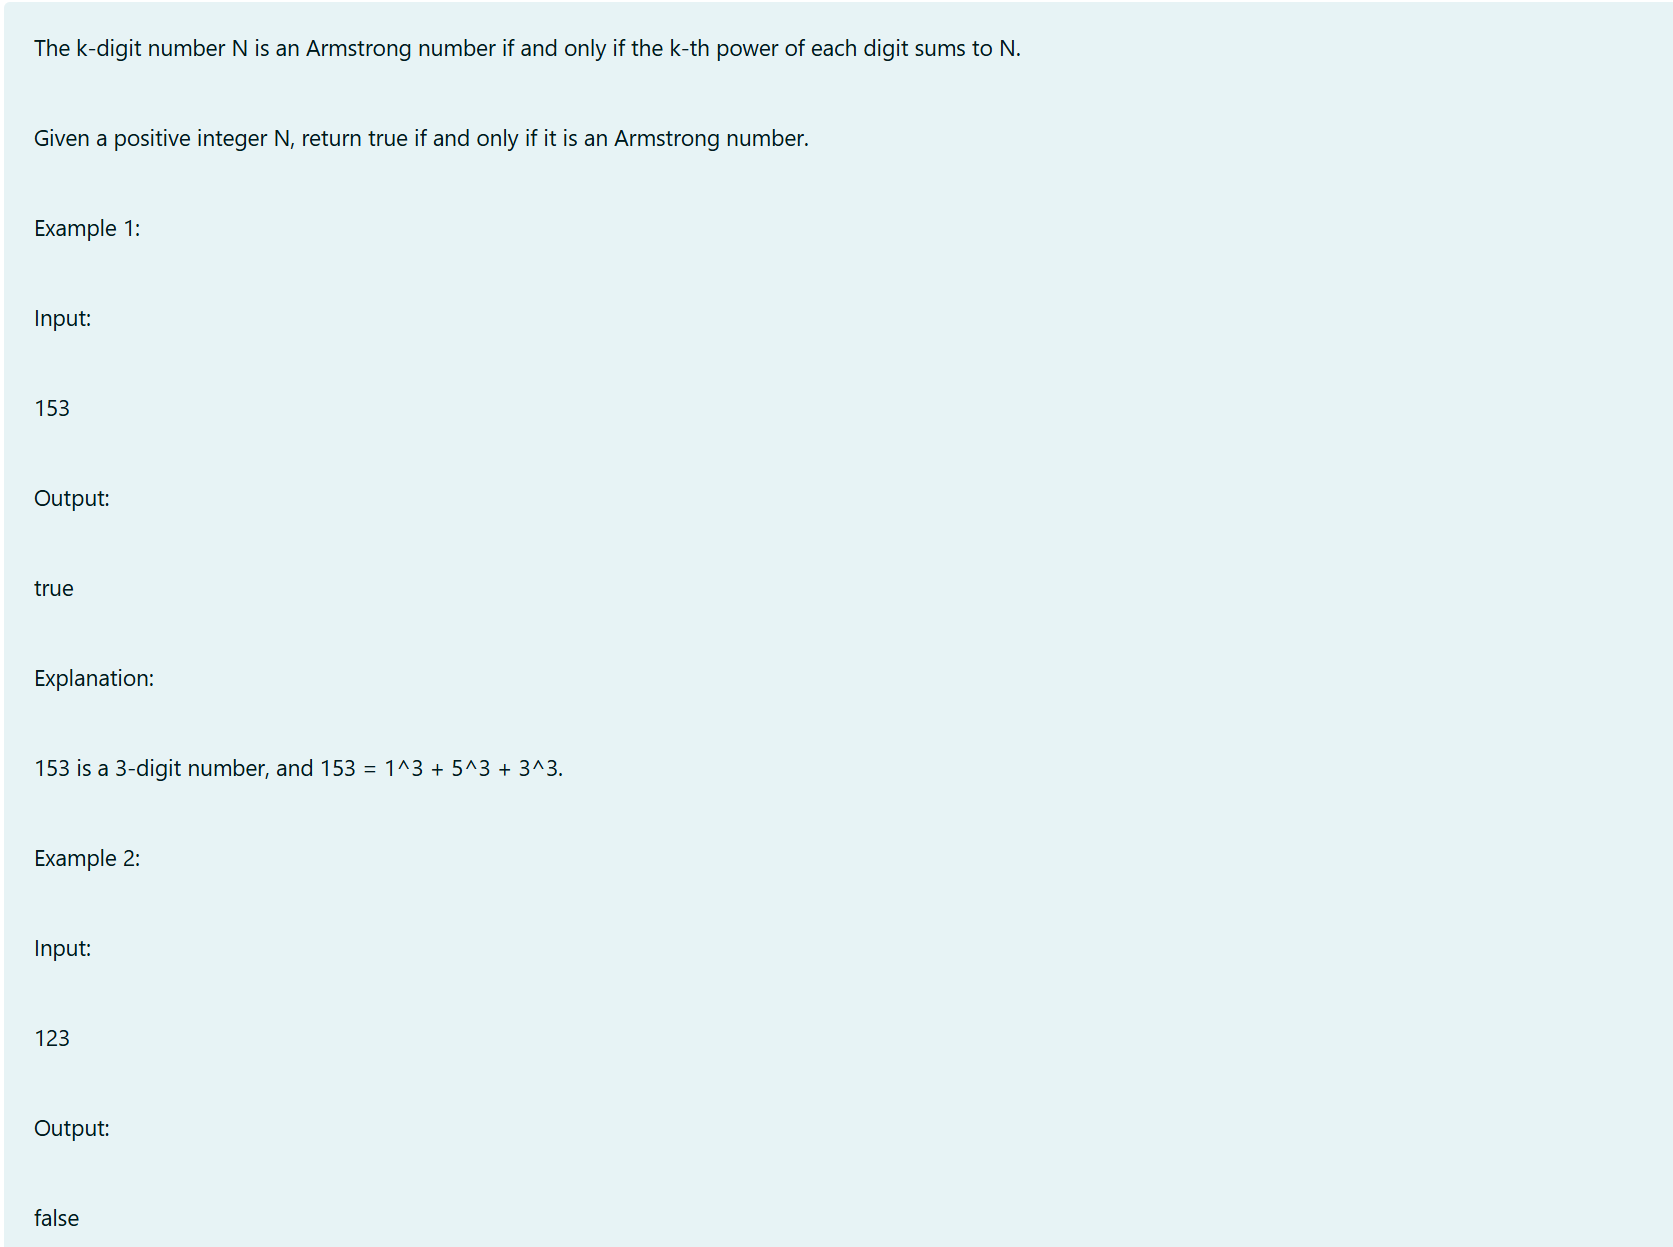 The k-digit number N is an Armstrong number if and only if the k-th power of each digit sums to N.
Given a positive integer N, return true if and only if it is an Armstrong number.
Example 1:
Input:
153
Output:
true
Explanation:
153 is a 3-digit number, and 153 = 1^3 + 5^3 + 3^3.
Example 2:
Input:
123
Output:
false